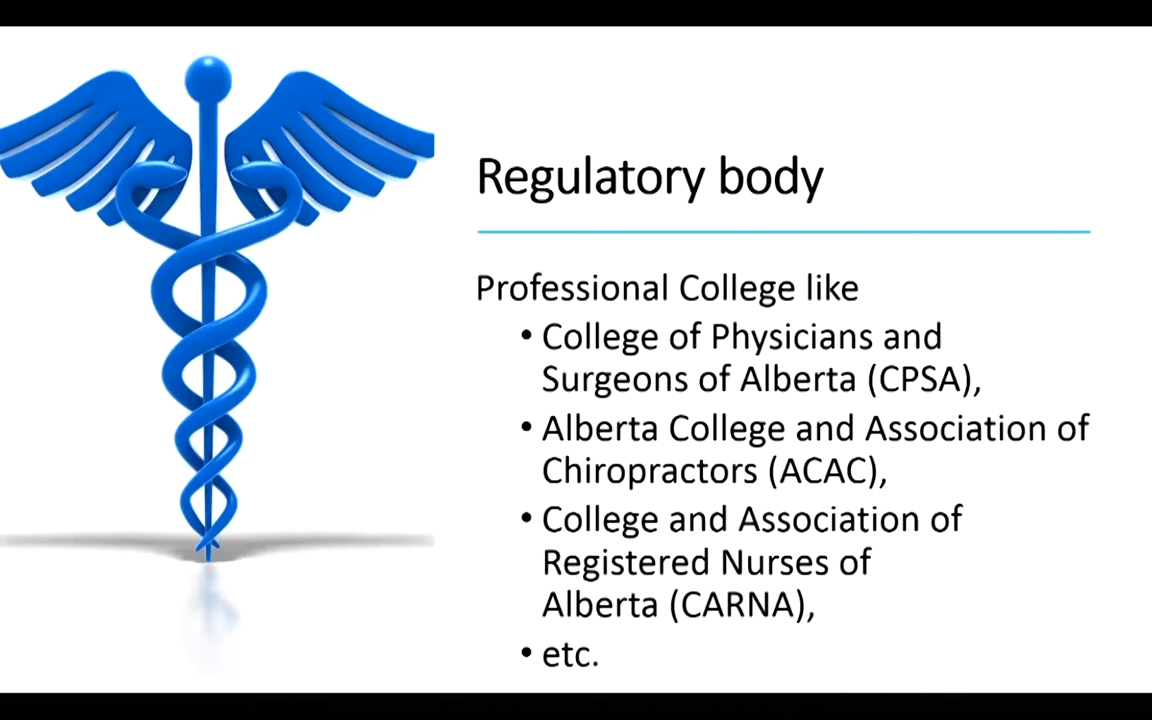 Regulatory body
Professional College like
• College of Physicians and
Surgeons of Alberta (CPSA),
• Alberta College and Association of
Chiropractors (ACAC),
• College and Association of
Registered Nurses of
Alberta (CARNA),
• etc.